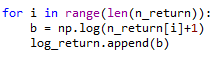 for i in range(len(n_return)):
    b = np.log(n_return[i]+1)
    log_return.append(b)